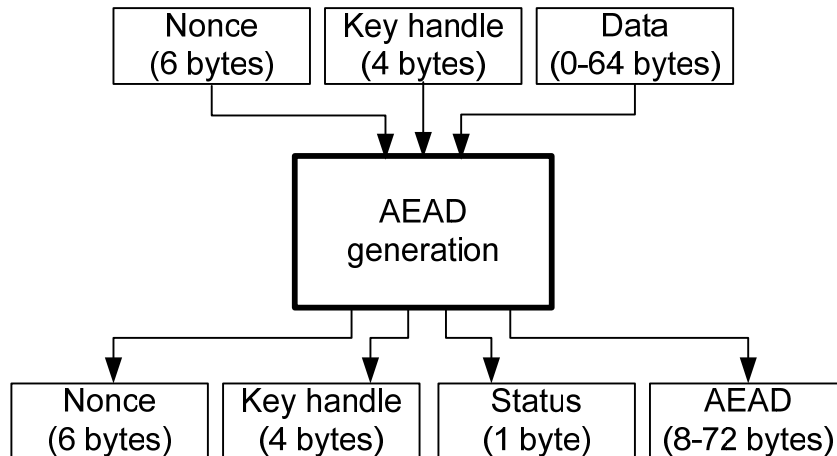 Nonce
(6 bytes)
Key handle
(4 bytes)
Data
(0-64 bytes)
AEAD
generation
Nonce
(6 bytes)
Key handle
(4 bytes)
Status
(1 byte)
AEAD
(8-72 bytes)